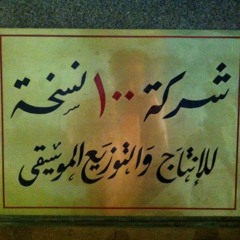 شركة ١٠٠ نسخة
للإنتاج والتوزيع الموسيقى